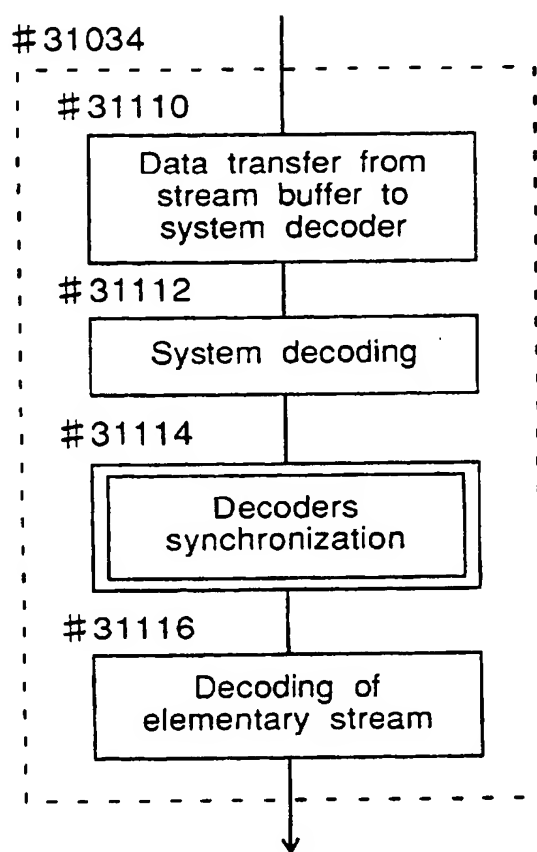 #31034
#31110
Data transfer from
stream buffer to
system decoder
#31112
System decoding
#31114
Decoders
synchronization
#31116
Decoding of
elementary stream